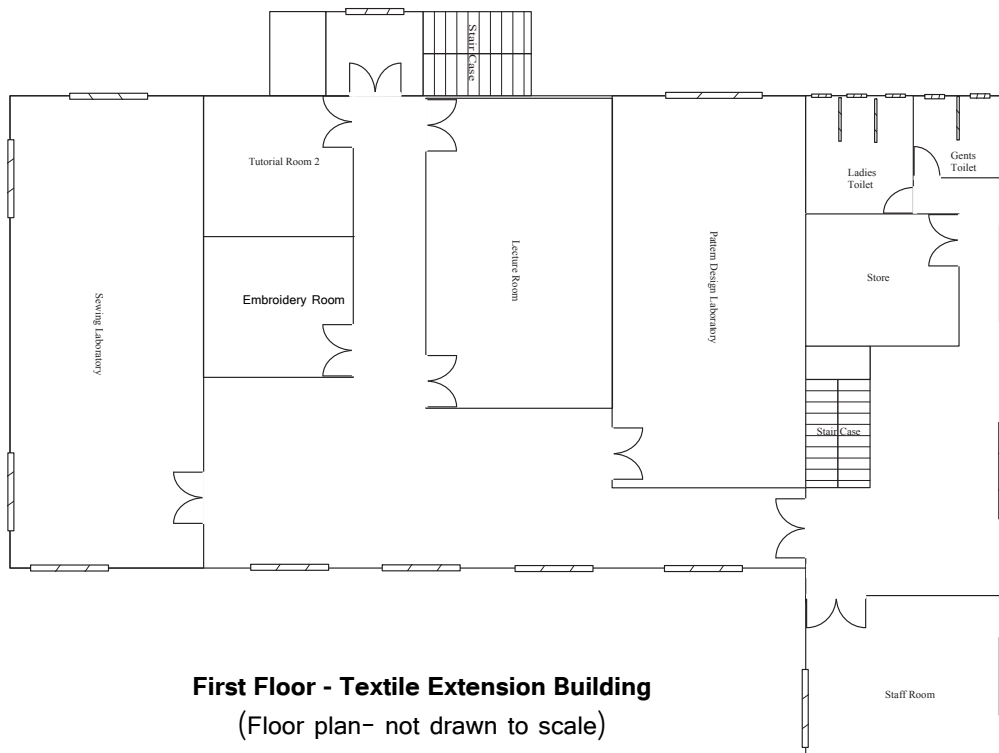 Stair Case
Tutorial Room 2
Ladies
Toilet
Gents
Toilet
Sewing Laboratory
Embroidery Room
Lecture Room
Pattern Design Laboratory
Store
Stair Case
Staff Room
First Floor - Textile Extension Building
(Floor plan- not drawn to scale)